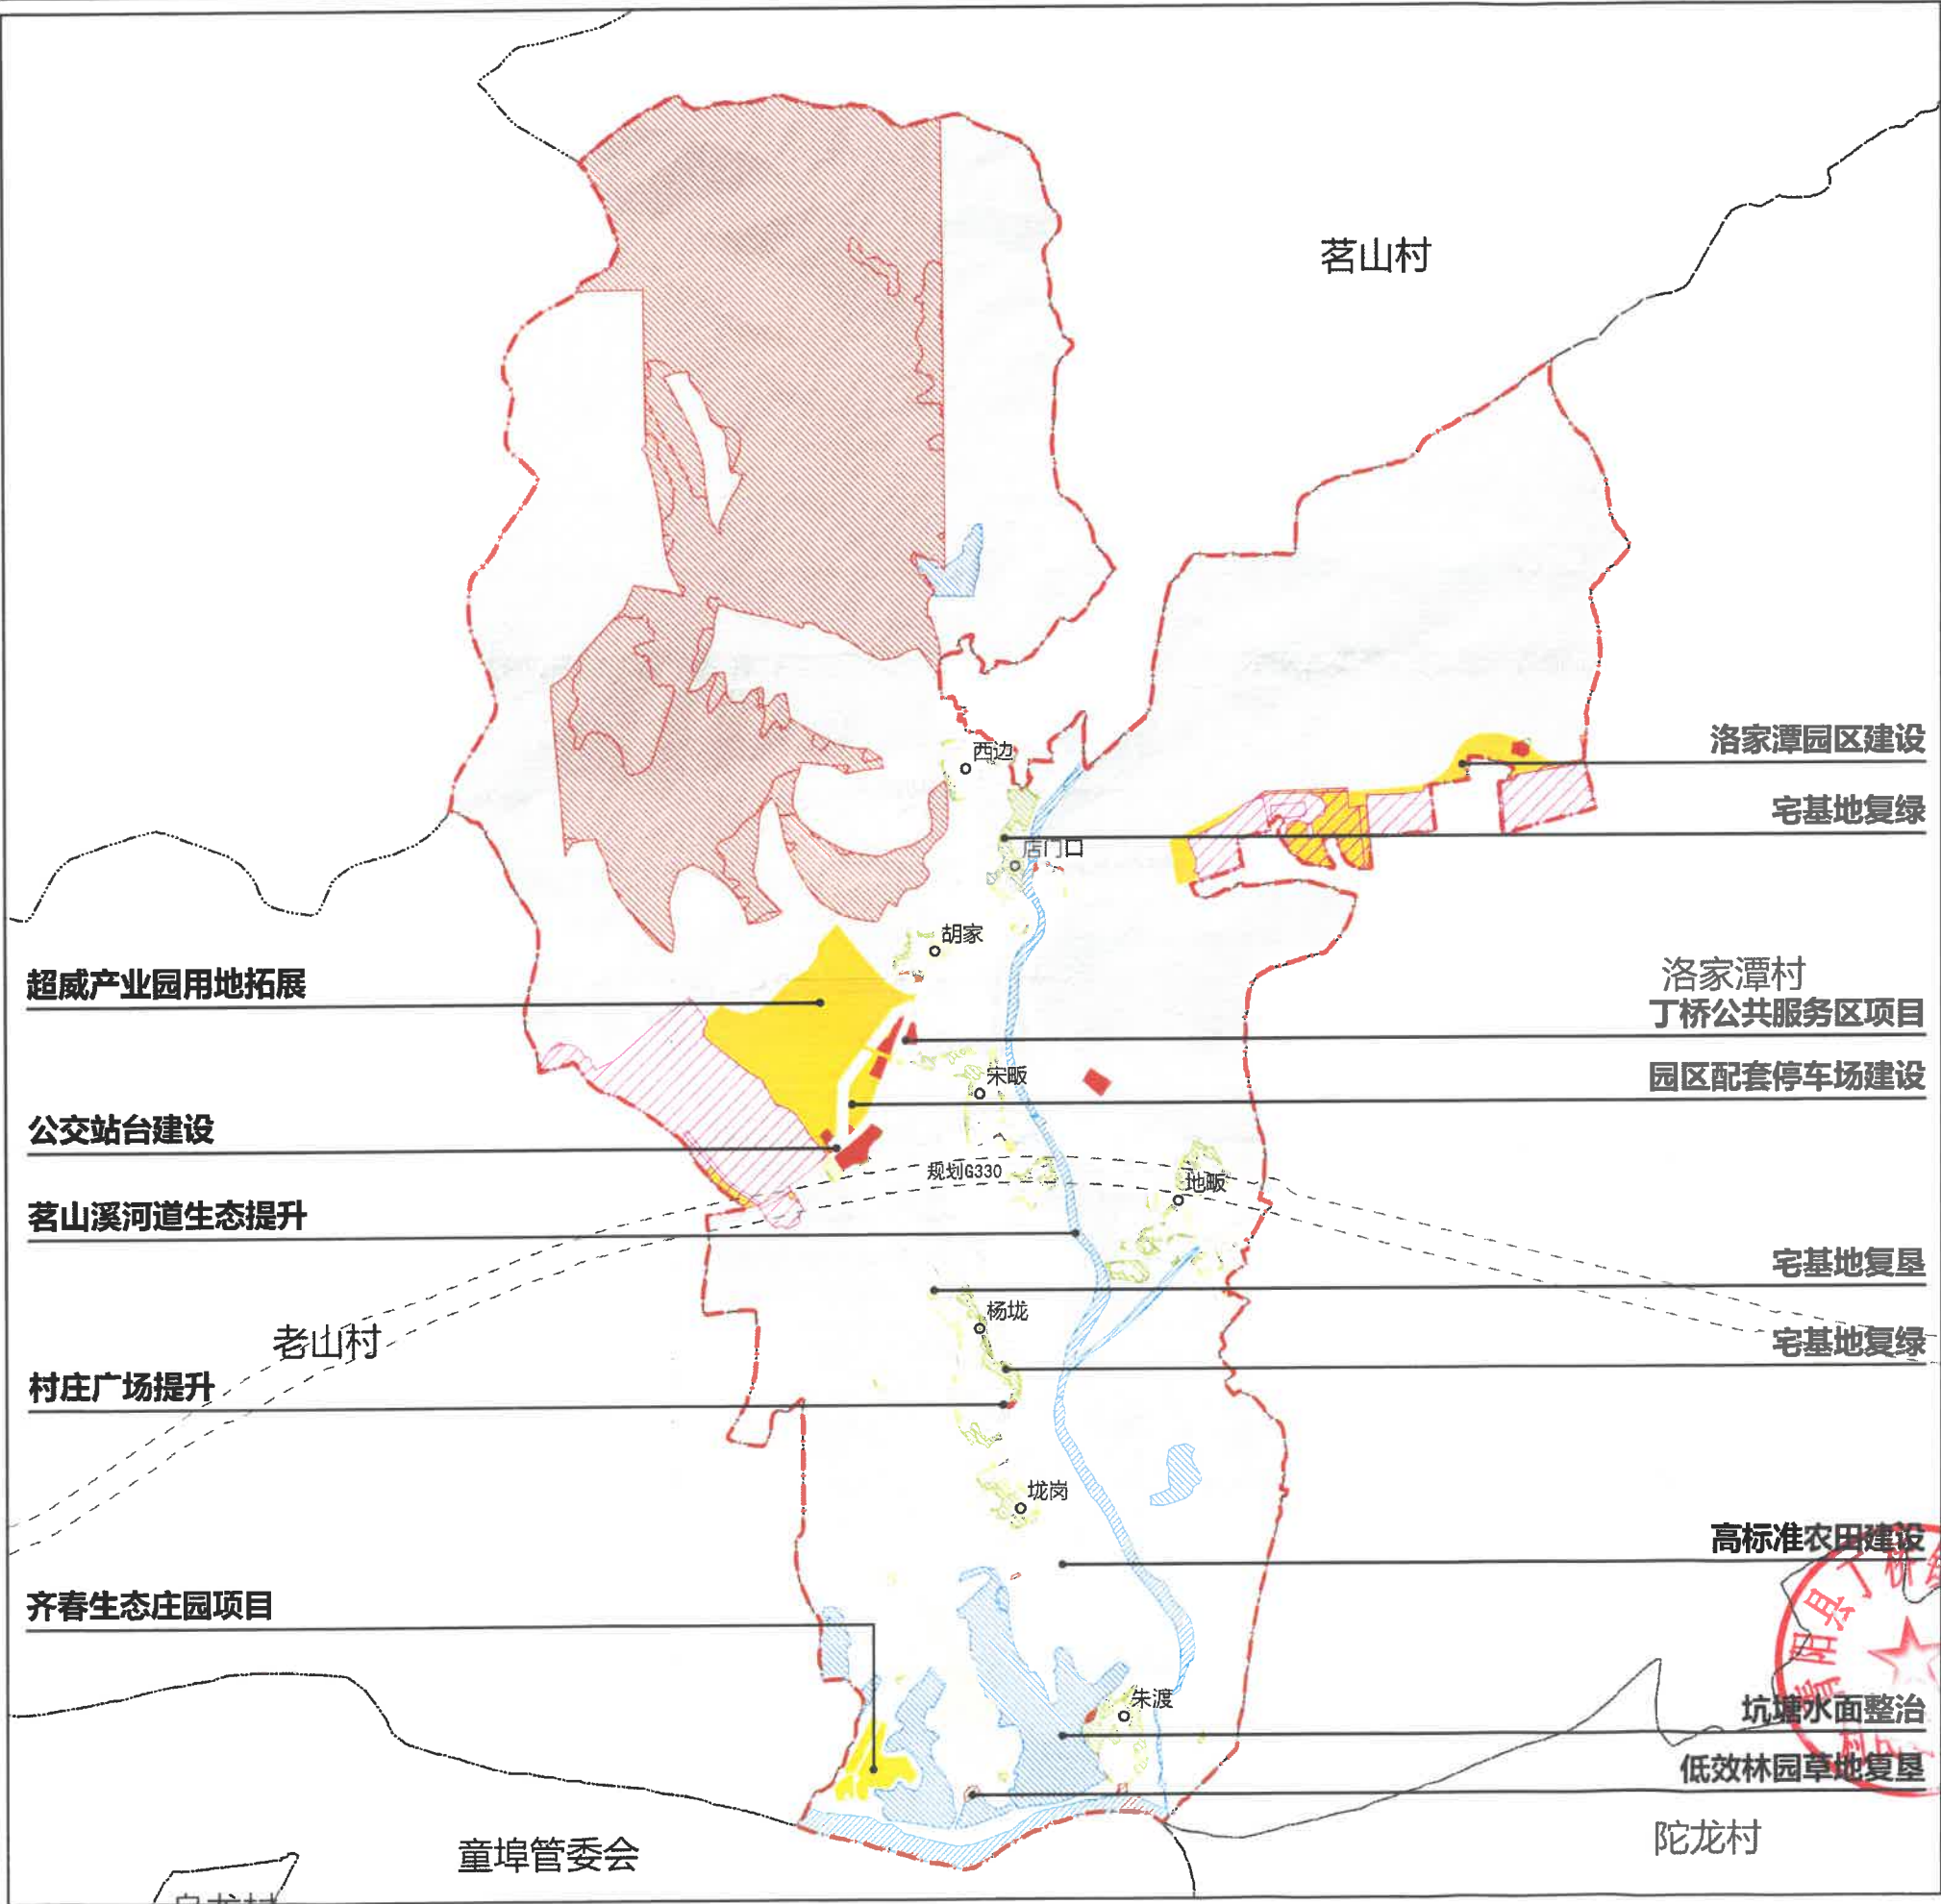 茗山村
洛家潭园区建设
西边
宅基地复绿
店门口
胡家
洛家潭村
超威产业园用地拓展
丁桥公共服务区项目
宋畈
园区配套停车场建设
公交站台建设
规划G330
地畈
茗山溪河道生态提升
宅基地复垦
杨垅
老山村
宅基地复绿
村庄广场提升
垅岗
高标准农田建设
青阳县丁桥
齐春生态庄园项目
朱渡
坑塘水面整治
低效林园草地复垦
陀龙村
童埠管委会